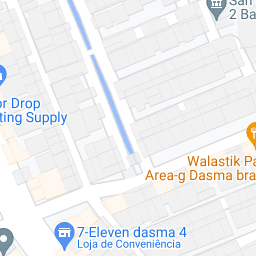 San
2 Ba
or Drop
ting Supply
Walastik Pa
Area-g Dasma bra
7-Eleven dasma 4
Loja de Conveniência